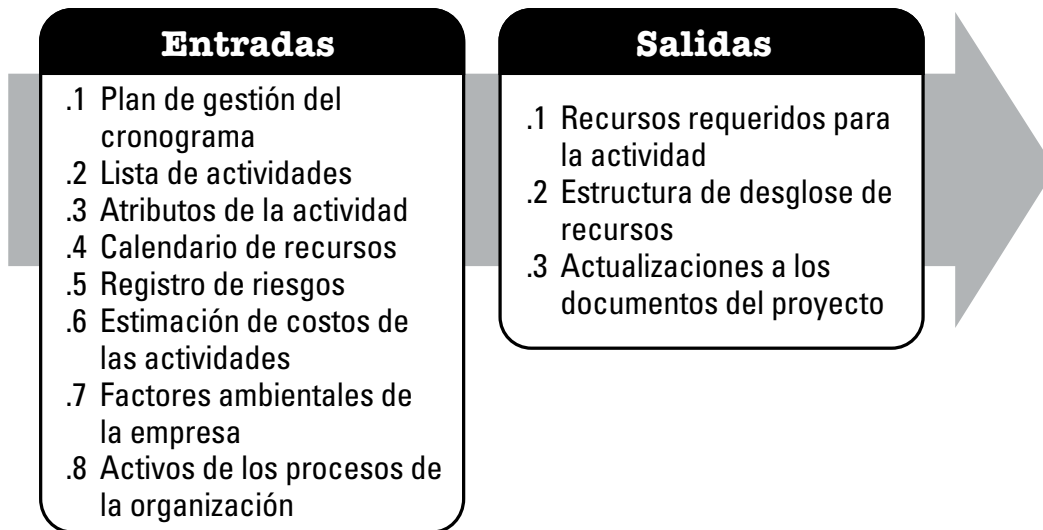 Entradas
.1 Plan de gestión del
cronograma
.2 Lista de actividades
.3 Atributos de la actividad
.4 Calendario de recursos
.5 Registro de riesgos
.6 Estimación de costos de
las actividades
.7 Factores ambientales de
la empresa
.8 Activos de los procesos de
la organización
Salidas
.1 Recursos requeridos para
la actividad
.2 Estructura de desglose de
recursos
.3 Actualizaciones a los
documentos del proyecto